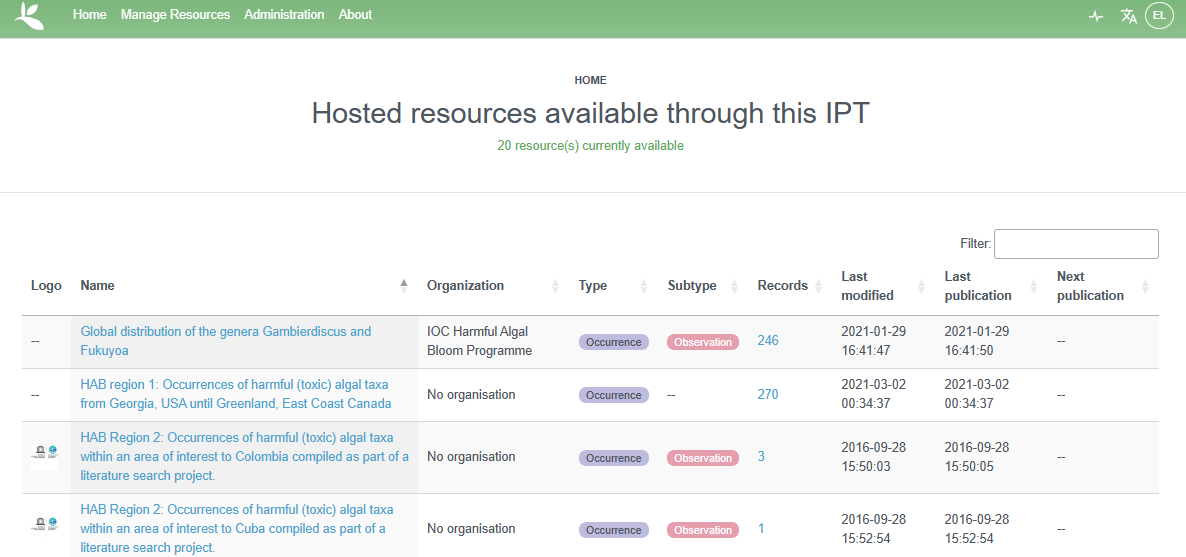 Home Manage Resources Administration About EL
HOME
Hosted resources available through this IPT
20 resource(s) currently available
Filter:
Logo Name Organization Type Subtype Records Last modified Last publication Next publication
-- Global distribution of the genera Gambierdiscus and
Fukuyoa
IOC Harmful Algal
Bloom Programme
Occurrence Observation 246
2021-01-29
16:41:47
2021-01-29
16:41:50
--
-- HAB region 1: Occurrences of harmful (toxic) algal taxa
from Georgia, USA until Greenland, East Coast Canada
No organisation Occurrence -- 270
2021-03-02
00:34:37
2021-03-02
00:34:37
--
HAB Region 2: Occurrences of harmful (toxic) algal taxa
within an area of interest to Colombia compiled as part of a
literature search project.
No organisation Occurrence Observation 3
2016-09-28
15:50:03
2016-09-28
15:50:05
--
HAB Region 2: Occurrences of harmful (toxic) algal taxa
within an area of interest to Cuba compiled as part of a
literature search project.
No organisation Occurrence Observation 1
2016-09-28
15:52:54
2016-09-28
15:52:54
--